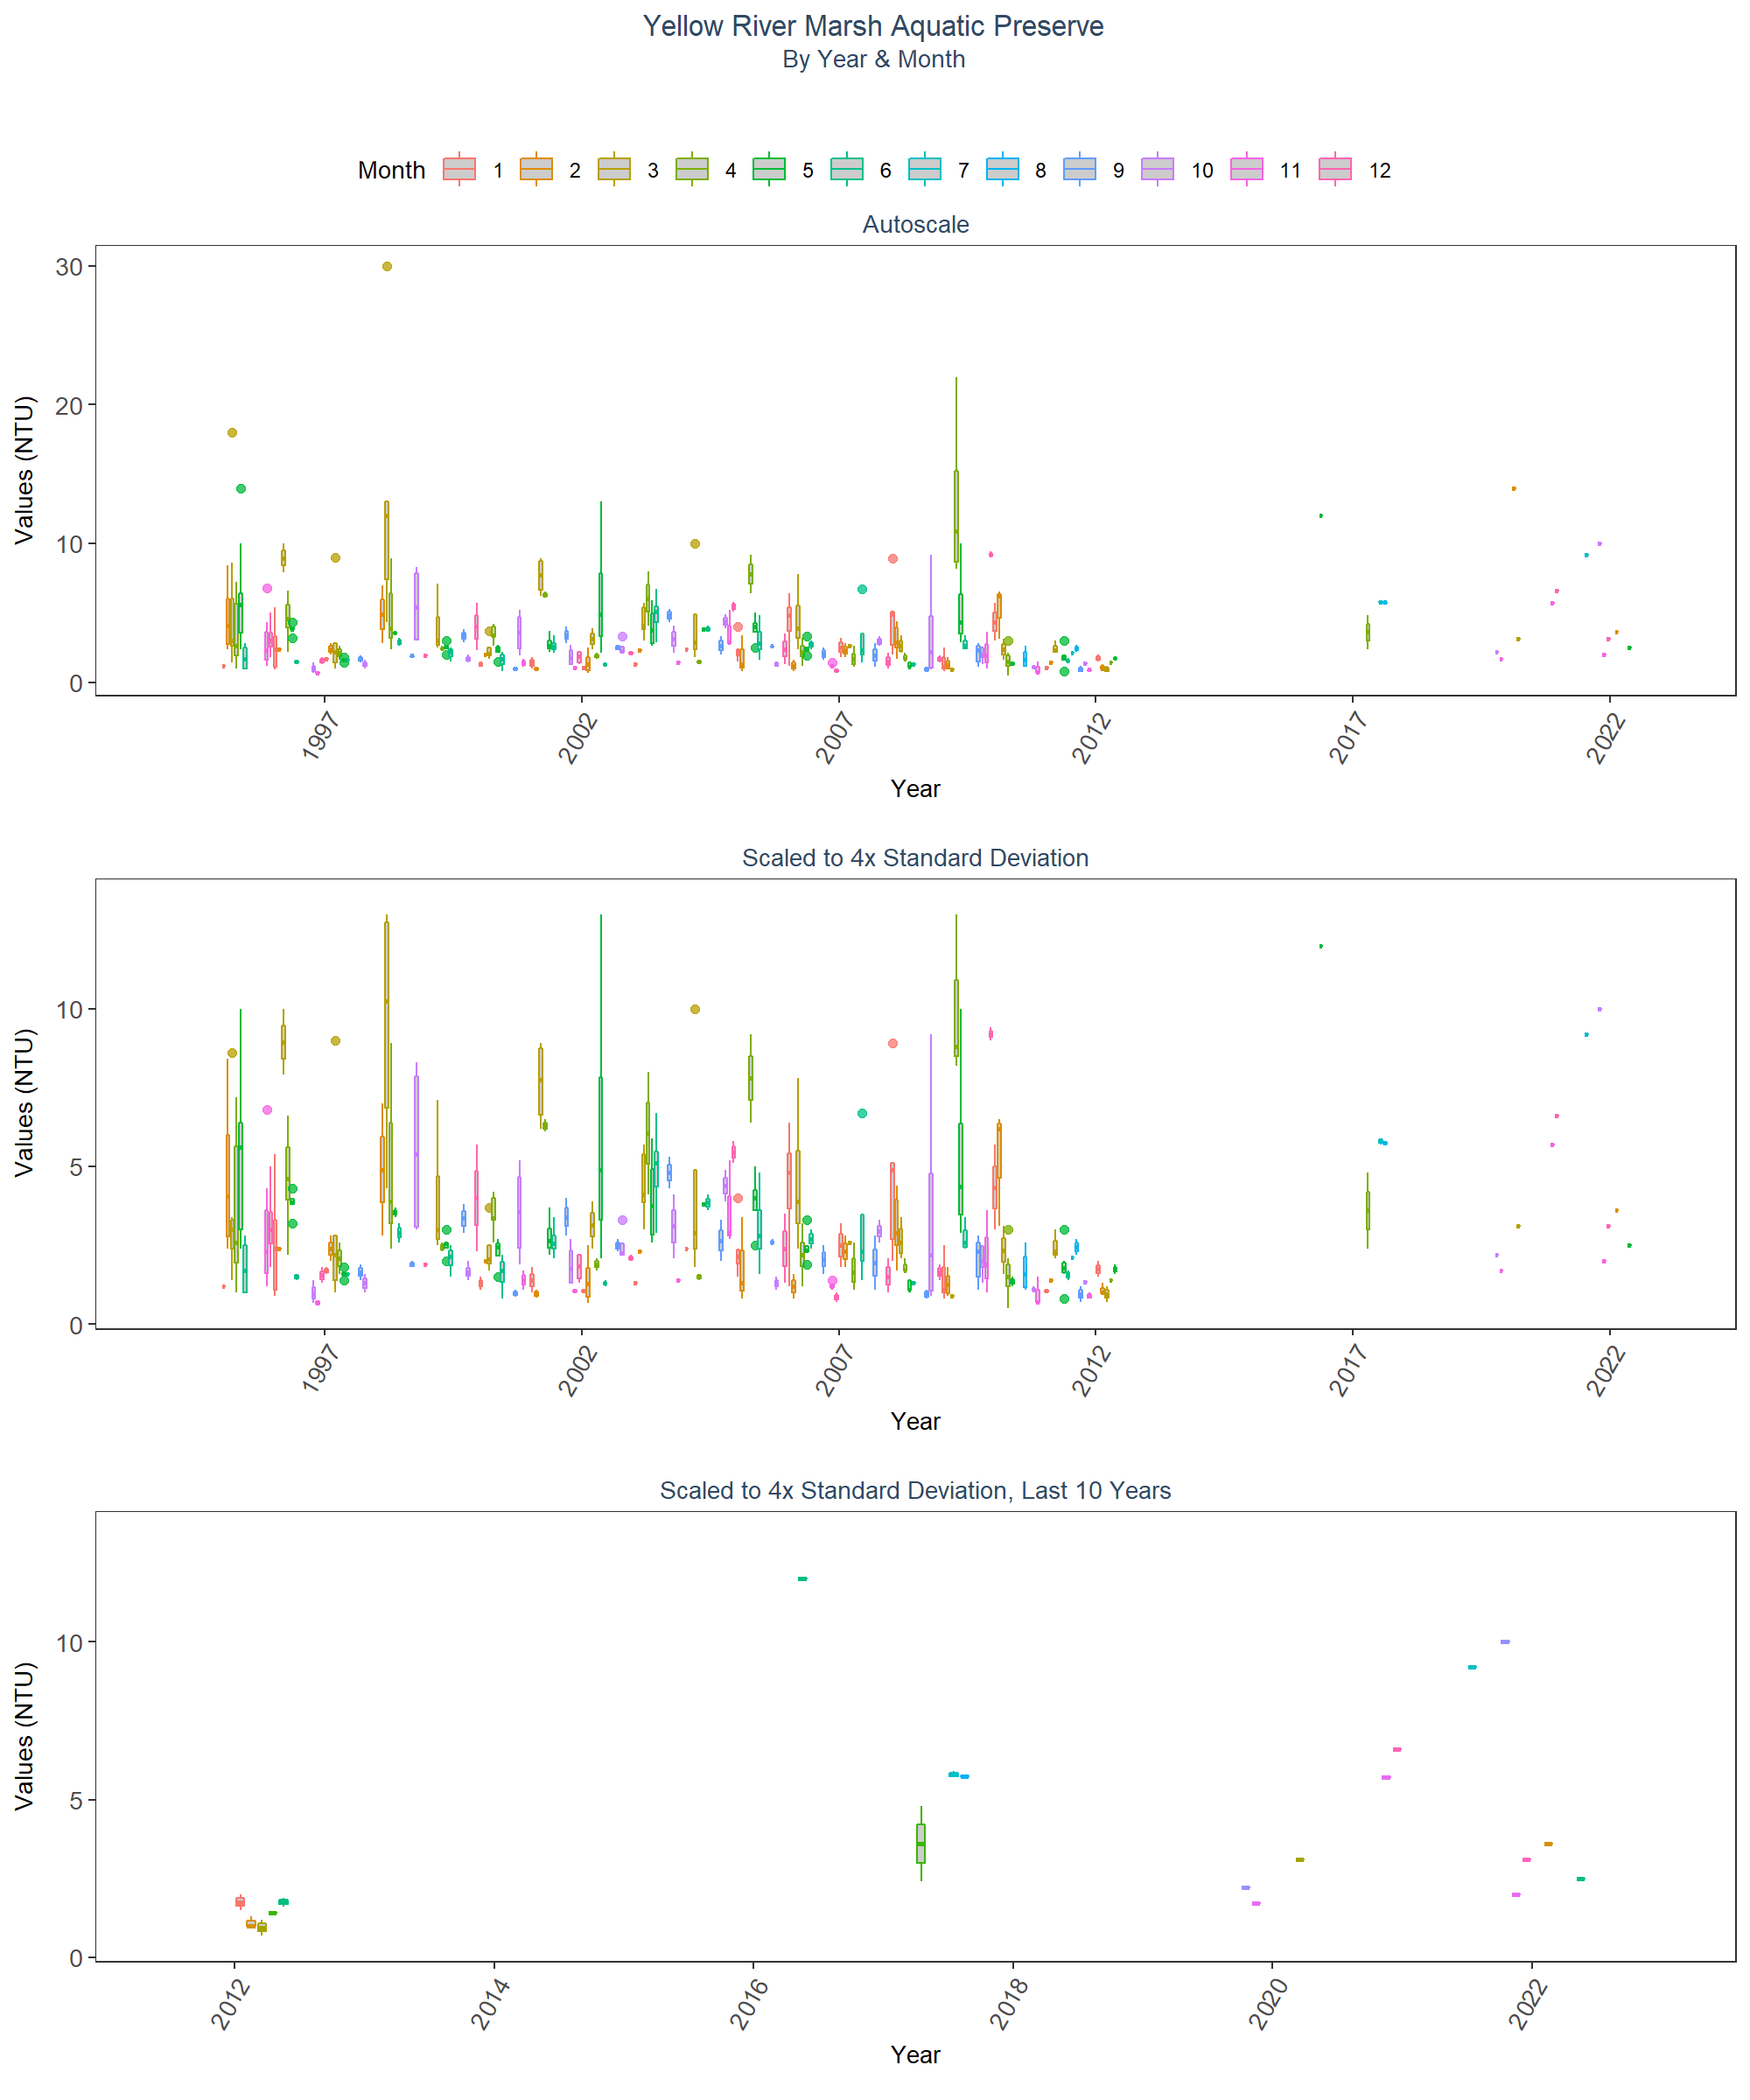 Yellow River Marsh Aquatic Preserve
By Year & Month
Month 1 2 3 4 5 6 7 8 9 10 11 12
Autoscale
Values (NTU)
30
20
10
0
1997 2002 2007 2012 2017 2022
Year
Scaled to 4x Standard Deviation
Values (NTU)
10
5
0
1997 2002 2007 2012 2017 2022
Year
Scaled to 4x Standard Deviation, Last 10 Years
Values (NTU)
10
5
0
2012 2014 2016 2018 2020 2022
Year